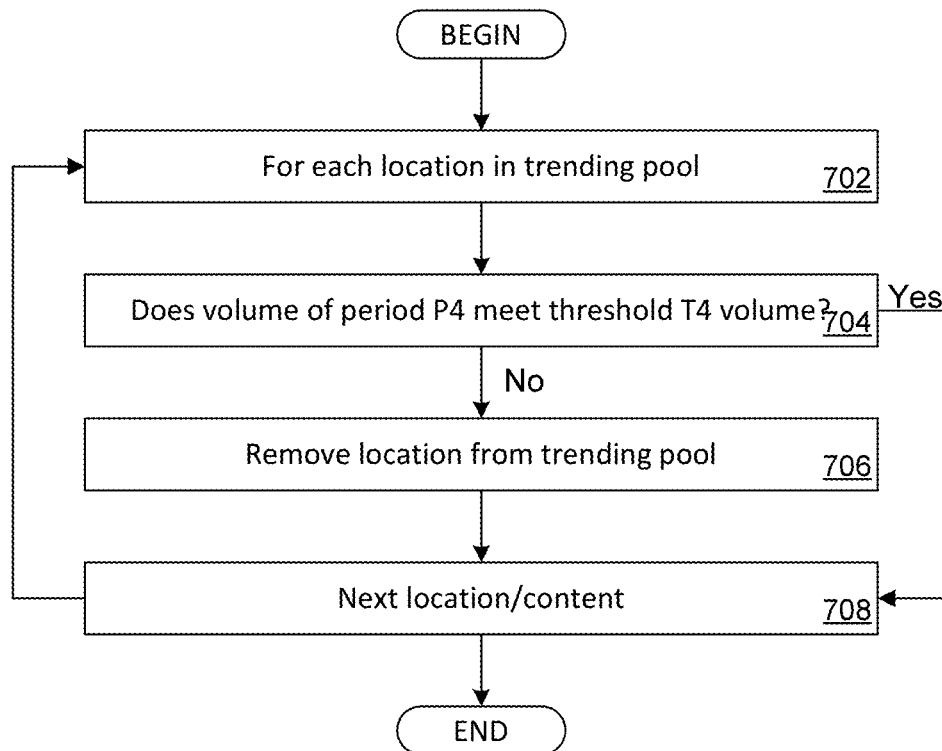 BEGIN
For each location in trending pool
702
Does volume of period P4 meet threshold T4 volume?
704
Yes
No
Remove location from trending pool
706
Next location/content
708
END